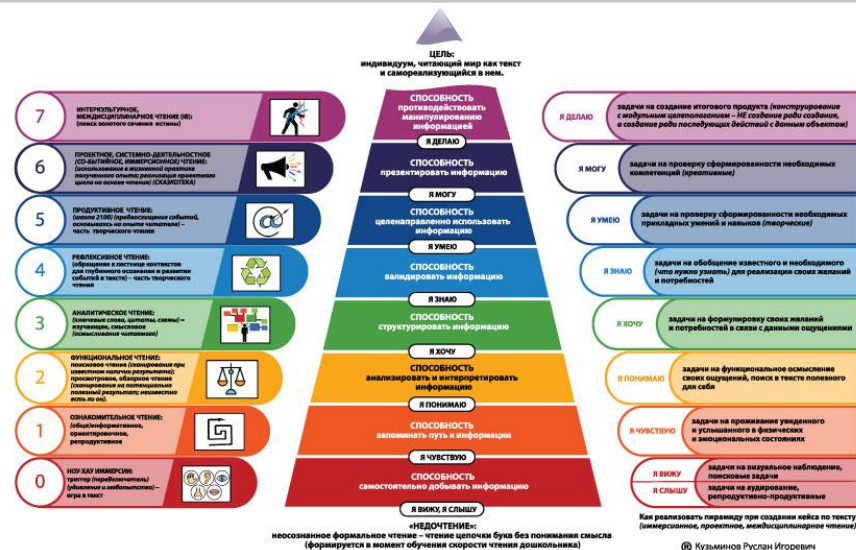 ЦЕЛЬ:
индивидуум, читающий мир как текст
и самореализующийся в нем.
7
ИНТЕРКУЛЬТУРНОЕ,
МЕЖДИСЦИПЛИНАРНОЕ ЧТЕНИЕ (IB):
(поиск золотого сечения истины)
СПОСОБНОСТЬ
противодействовать
манипулированию
информацией
Я ДЕЛАЮ
Я ДЕЛАЮ
задачи на создание итогового продукта (конструирование
с модульным целеполаганием – НЕ создание ради создания,
а создание ради последующих действий с данным объектом)
6
ПРОЕКТНОЕ, СИСТЕМНО-ДЕЯТЕЛЬНОСТНОЕ
(СО-БЫТИЙНОЕ, ИММЕРСИОННОЕ) ЧТЕНИЕ:
(использование в жизненной практике
полученного опыта; реализация проектного
цикла на основе чтения) (СКАЗКОТЕКА)
СПОСОБНОСТЬ
презентировать информацию
Я МОГУ
Я МОГУ
задачи на проверку сформированности необходимых
компетенций (креативные)
5
ПРОДУКТИВНОЕ ЧТЕНИЕ:
(школа 2100) (предвосхищение событий,
основываясь на опыте читателя) –
часть творческого чтения
СПОСОБНОСТЬ
целенаправленно использовать
информацию
Я УМЕЮ
Я УМЕЮ
задачи на проверку сформированности необходимых
прикладных умений и навыков (творческие)
4
РЕФЛЕКСИВНОЕ ЧТЕНИЕ:
(обращение к лестнице контекстов
для глубинного осознания и развития
событий в тексте) – часть творческого
чтения
СПОСОБНОСТЬ
валидировать информацию
Я ЗНАЮ
Я ЗНАЮ
задачи на обобщение известного и необходимого
(что нужно узнать) для реализации своих желаний
и потребностей
3
АНАЛИТИЧЕСКОЕ ЧТЕНИЕ:
(ключевые слова, цитаты, схемы) –
изучающее, смысловое
(осмысливание читаемого)
СПОСОБНОСТЬ
структурировать информацию
Я ХОЧУ
Я ХОЧУ
задачи на формулировку своих желаний
и потребностей в связи с данными ощущениями
2
ФУНКЦИОНАЛЬНОЕ ЧТЕНИЕ:
поисковое чтение (сканирование при
известном наличии результата);
просмотровое, обзорное чтение
(сканирование на потенциально
полезный результат; неизвестно
есть ли он).
СПОСОБНОСТЬ
анализировать и интерпретировать
информацию
Я ПОНИМАЮ
Я ПОНИМАЮ
задачи на функциональное осмысление
своих ощущений, поиск в тексте полезного
для себя
1
ОЗНАКОМИТЕЛЬНОЕ ЧТЕНИЕ:
(общеинформативное,
ориентировочное,
репродуктивное
СПОСОБНОСТЬ
запоминать путь к информации
Я ЧУВСТВУЮ
Я ЧУВСТВУЮ
задачи на проживание увиденного
и услышанного в физических
и эмоциональных состояниях
0
НОУ-ХАУ ИММЕРСИИ:
триггер (переключатель)
(удивление и любопытство) –
игра в текст
СПОСОБНОСТЬ
самостоятельно добывать информацию
Я ВИЖУ, Я СЛЫШУ
Я ВИЖУ
задачи на визуальное наблюдение,
поисковые задачи
Я СЛЫШУ
задачи на аудирование,
репродуктивно-продуктивные
«НЕДОЧТЕНИЕ»:
неосознанное формальное чтение – чтение цепочки букв без понимания смысла
(формируется в момент обучения скорости чтения дошкольника)
Как реализовать пирамиду при создании кейса по тексту
(иммерсионное, проектное, междисциплинарное чтение)
® Кузьминов Руслан Игоревич